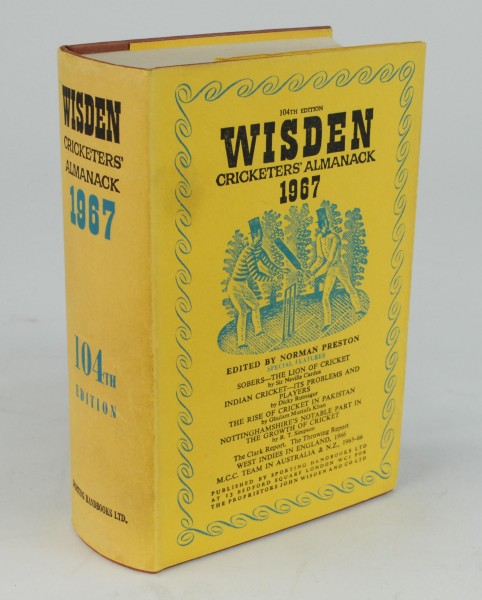 WISDEN
CRICKETERS'
ALMANACK
1967
104TH
EDITION
SPORTING HANDBOOKS LTD.
104TH EDITION
WISDEN
CRICKETERS' ALMANACK
1967
EDITED BY NORMAN PRESTON
SPECIAL FEATURES
SOBERS—THE LION OF CRICKET
by Sir Neville Cardus
INDIAN CRICKET—ITS PROBLEMS AND
PLAYERS
by Dicky Rutnagur
THE RISE OF CRICKET IN PAKISTAN
by Ghulam Mustafa Khan
NOTTINGHAMSHIRE'S NOTABLE PART IN
THE GROWTH OF CRICKET
by R. T. Simpson
The Clark Report. The Throwing Report
WEST INDIES IN ENGLAND, 1966
M.C.C. TEAM IN AUSTRALIA & N.Z., 1965-66
PUBLISHED BY SPORTING HANDBOOKS LTD
AT 13 BEDFORD SQUARE LONDON WC1 FOR
THE PROPRIETORS JOHN WISDEN AND CO LTD